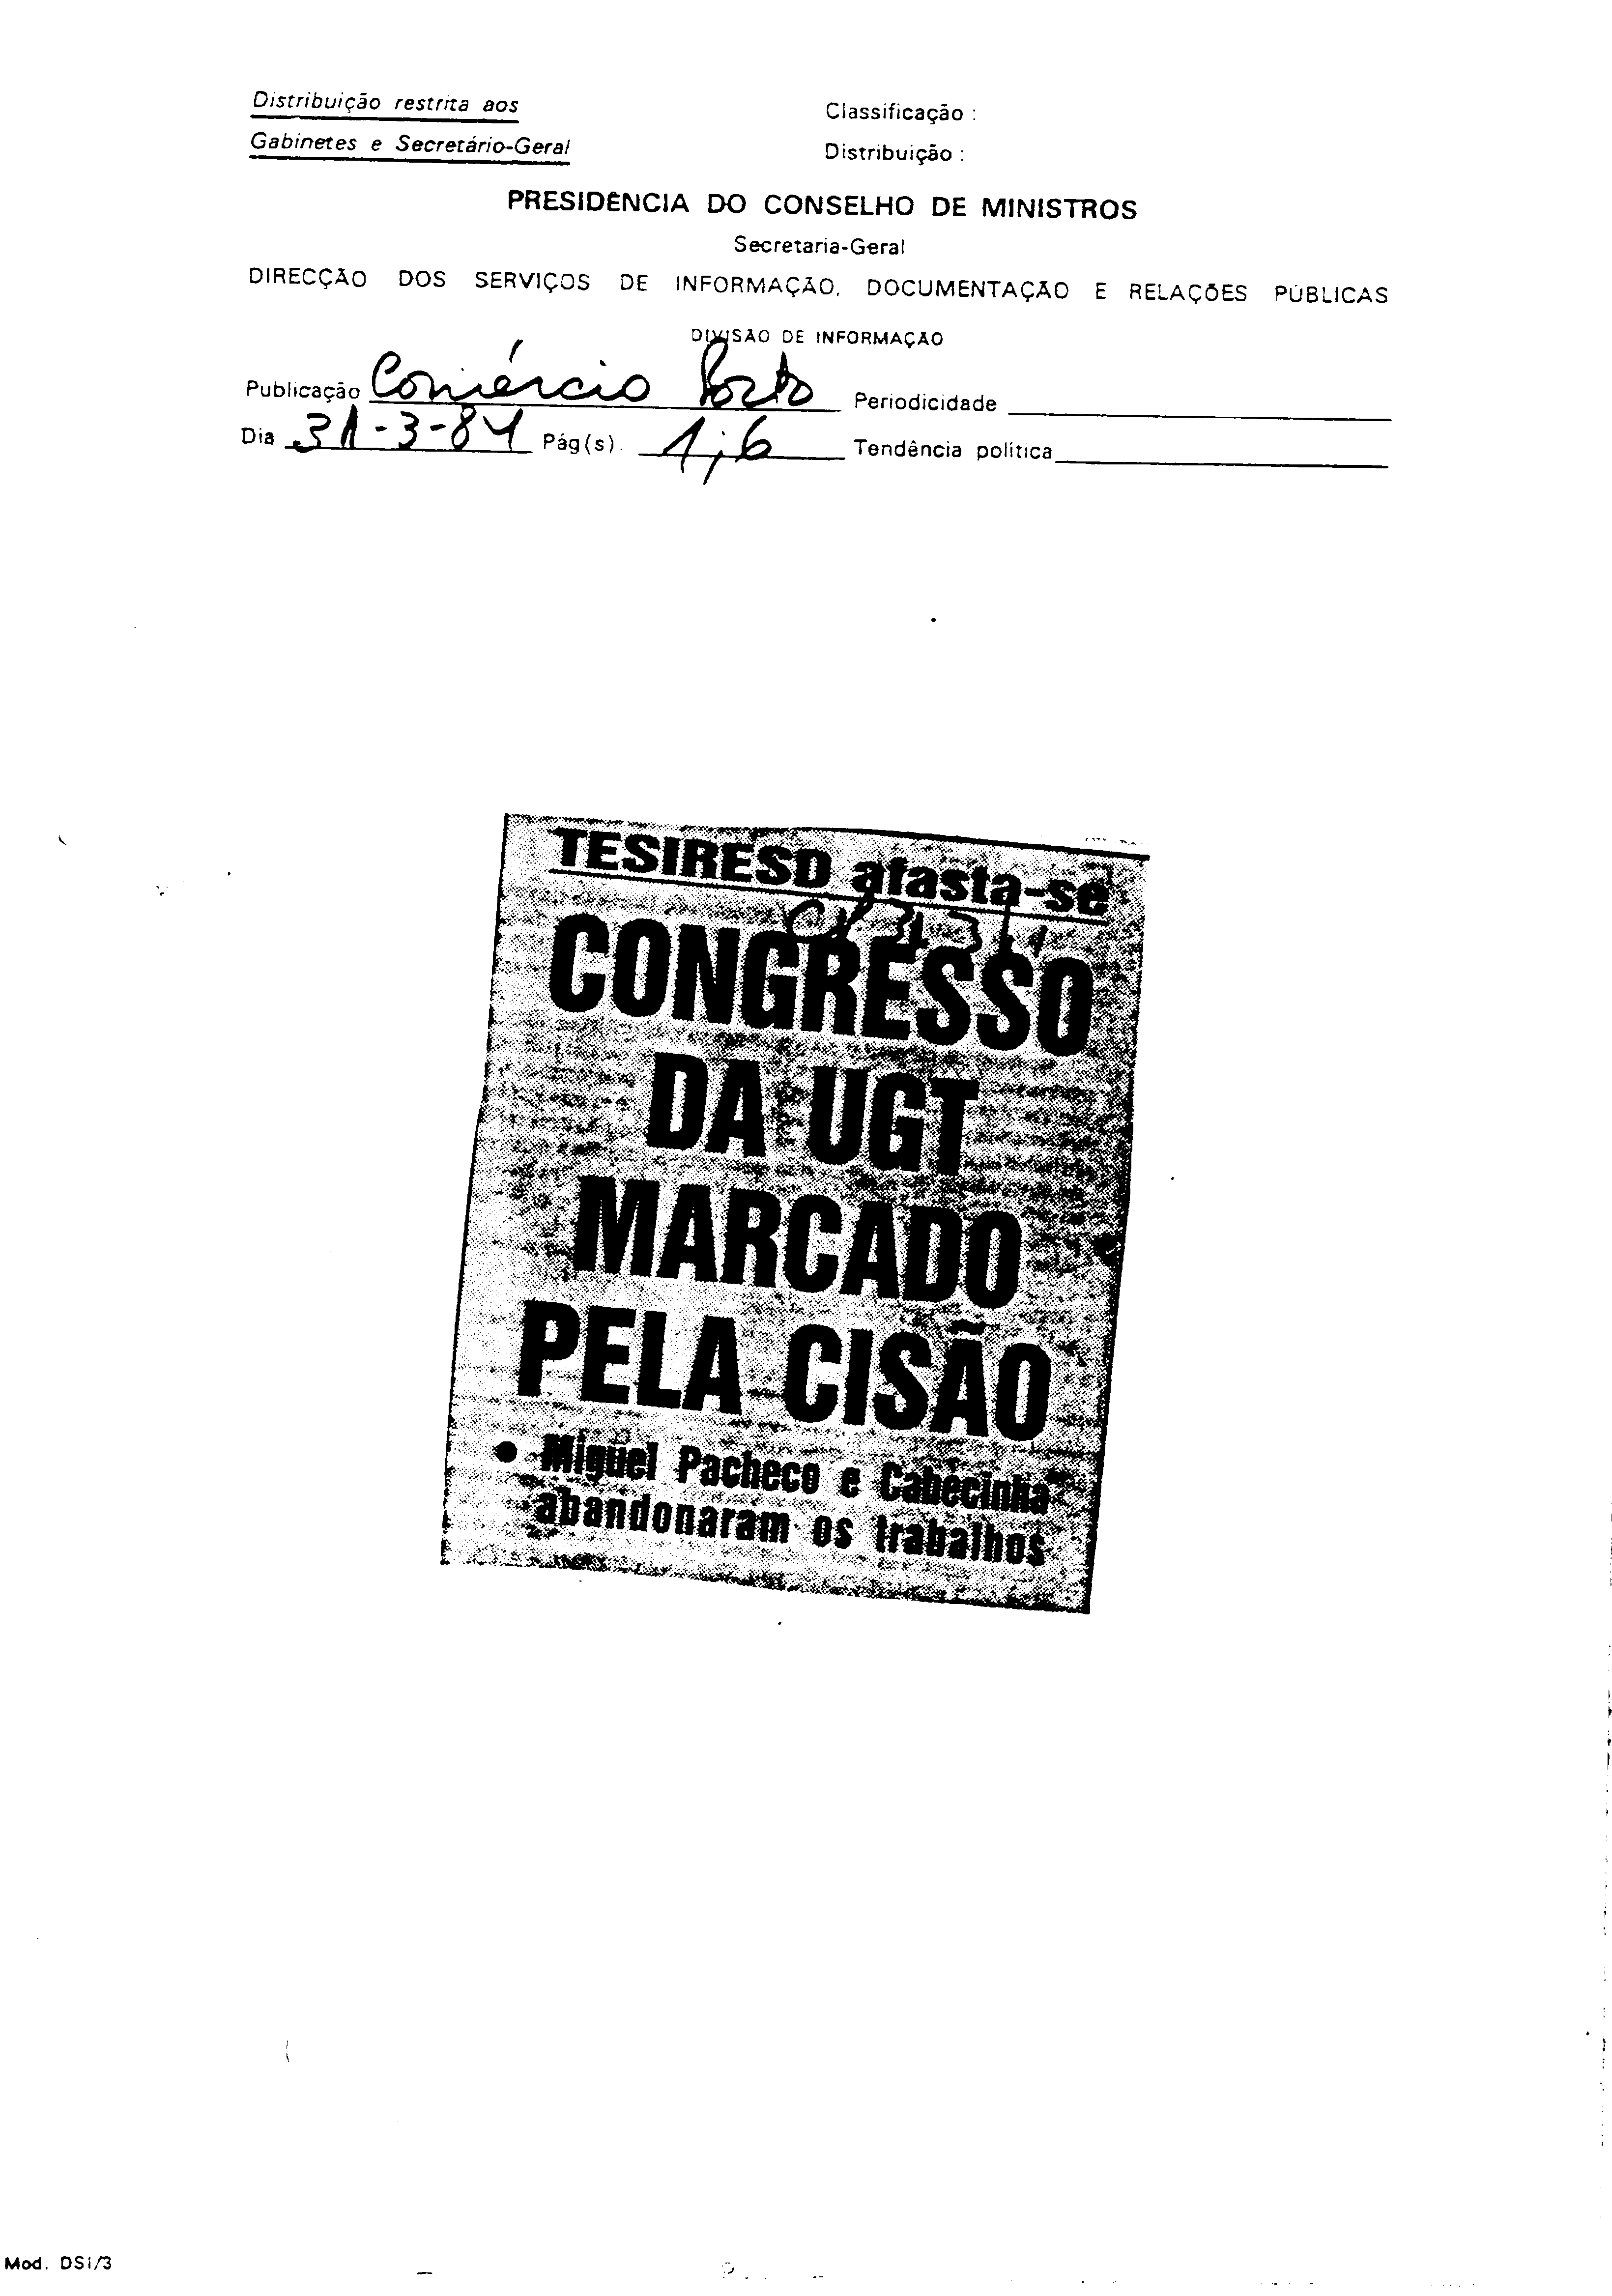 Distribuição restrita aos
Gabinetes e Secretário-Geral
Classificação :
Distribuição :
PRESIDÊNCIA DO CONSELHO DE MINISTROS
Secretaria-Geral
DIRECÇÃO DOS SERVIÇOS DE INFORMAÇÃO, DOCUMENTAÇÃO E RELAÇÕES PÚBLICAS
DIVISÃO DE INFORMAÇÃO
Publicação Comércio Porto Periodicidade
Dia 31-3-84 Pág(s). 1;6 Tendência política
TESIRESD afasta-se
CONGRESSO
DA UGT
MARCADO
PELA CISÃO
• Miguel Pacheco e Cabecinha
abandonaram os trabalhos
Mod. DSI/3